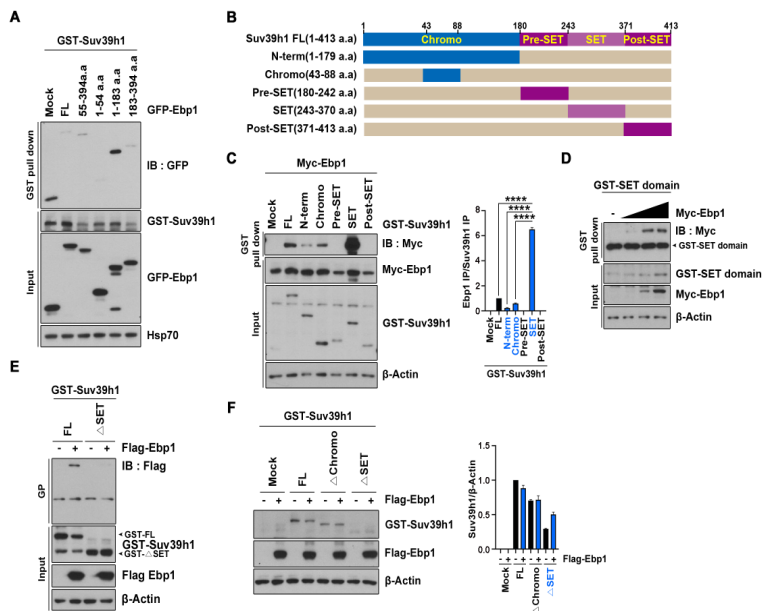 A
GST-Suv39h1
Mock
FL
55-394a.a
1-54 a.a
1-183 a.a
183-394 a.a
GFP-Ebp1
GST pull down
IB : GFP
GST-Suv39h1
Input
GFP-Ebp1
Hsp70
B
1 43 88 180 243 371 413
Suv39h1 FL(1-413 a.a) Chromo Pre-SET SET Post-SET
N-term(1-179 a.a)
Chromo(43-88 a.a)
Pre-SET(180-242 a.a)
SET(243-370 a.a)
Post-SET(371-413 a.a)
C
Myc-Ebp1
Mock
FL
N-term
Chromo
Pre-SET
SET
Post-SET
GST-Suv39h1
GST pull down
IB : Myc
Myc-Ebp1
Input
GST-Suv39h1
β-Actin
Ebp1 IP/Suv39h1 IP
8
6
4
2
0
****
****
****
Mock
FL
N-term
Chromo
Pre-SET
SET
Post-SET
GST-Suv39h1
D
GST-SET domain
- Myc-Ebp1
GST pull down
IB : Myc
GST-SET domain
Input
GST-SET domain
Myc-Ebp1
β-Actin
E
GST-Suv39h1
FL
△SET
- + - + Flag-Ebp1
GP
IB : Flag
Input
GST-FL
GST-Suv39h1
GST-△SET
Flag Ebp1
β-Actin
F
GST-Suv39h1
Mock
FL
△Chromo
△SET
- + - + - + - + Flag-Ebp1
GST-Suv39h1
Flag-Ebp1
β-Actin
Suv39h1/β-Actin
1.5
1.0
0.5
0.0
- + - + - + - + Flag-Ebp1
Mock
FL
△Chromo
△SET